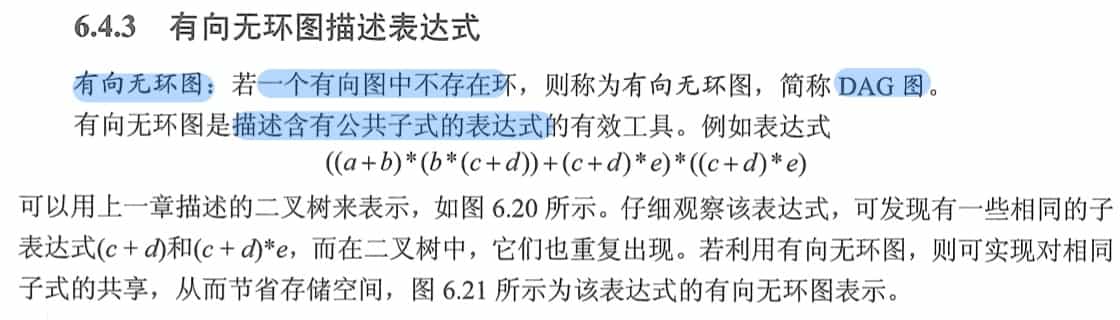 6.4.3 有向无环图描述表达式
有向无环图：若一个有向图中不存在环，则称为有向无环图，简称 DAG 图。
有向无环图是描述含有公共子式的表达式的有效工具。例如表达式
((a+b)*(b*(c+d))+(c+d)*e)*((c+d)*e)
可以用上一章描述的二叉树来表示，如图 6.20 所示。仔细观察该表达式，可发现有一些相同的子
表达式(c + d)和(c + d)*e，而在二叉树中，它们也重复出现。若利用有向无环图，则可实现对相同
子式的共享，从而节省存储空间，图 6.21 所示为该表达式的有向无环图表示。